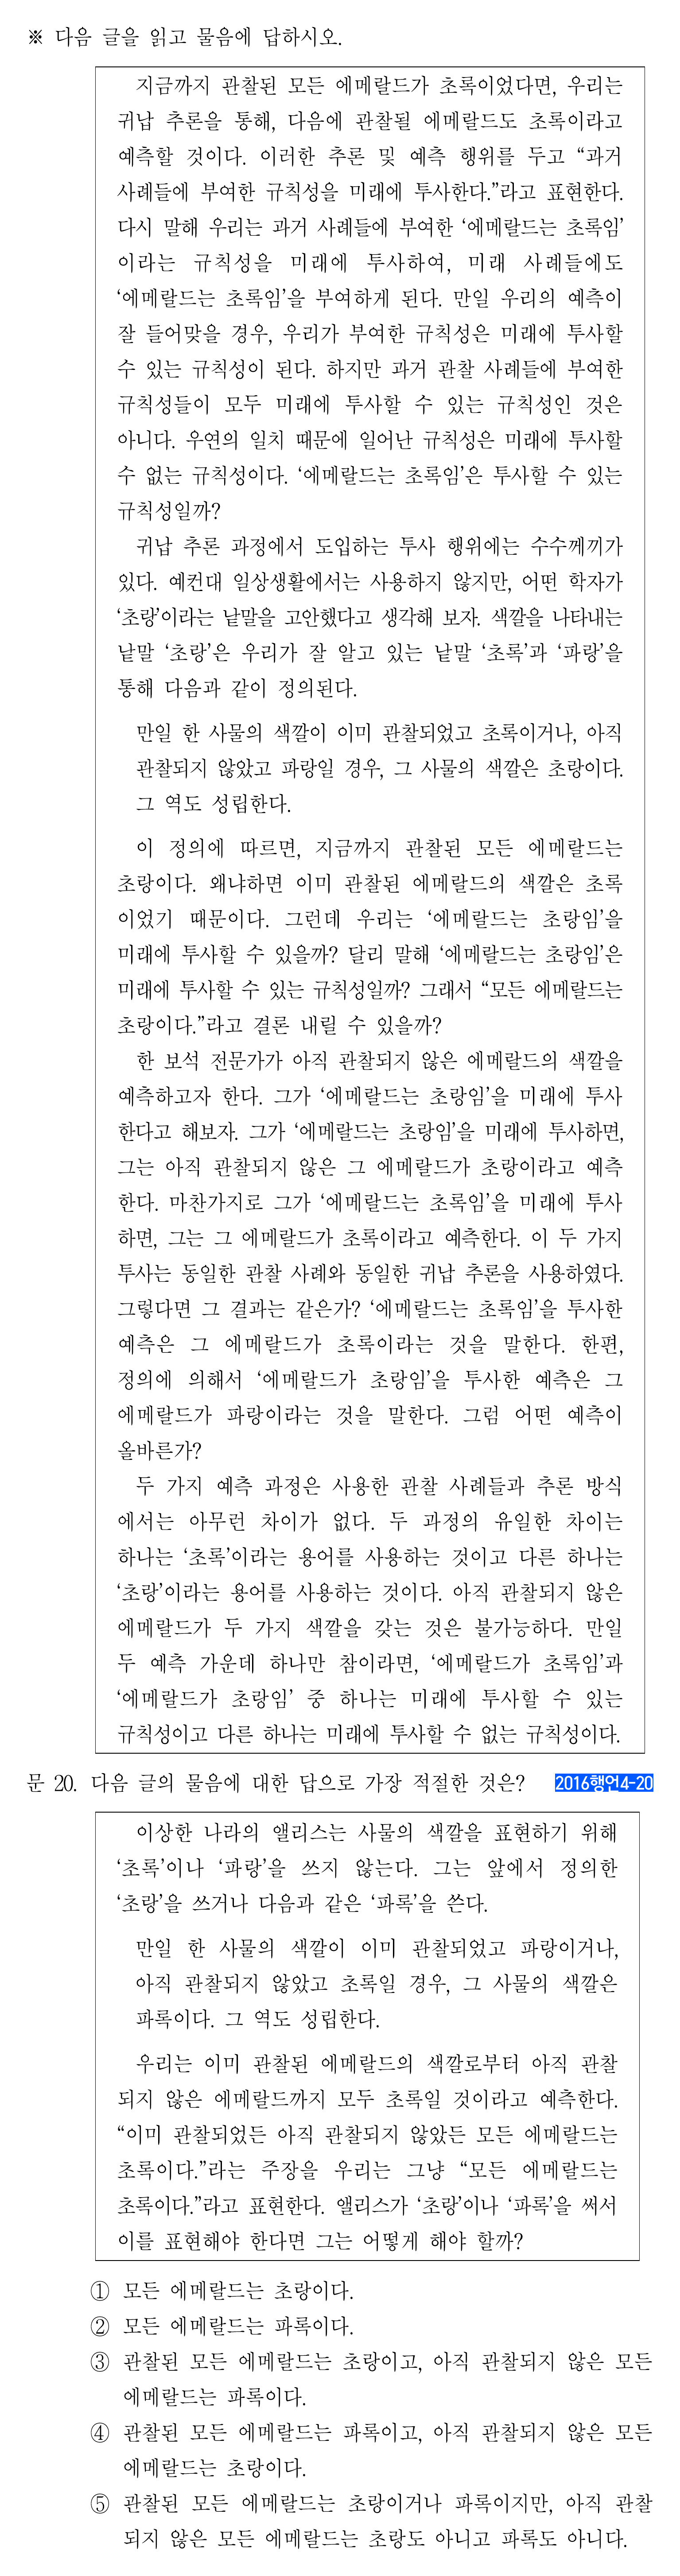 ※ 다음 글을 읽고 물음에 답하시오.
지금까지 관찰된 모든 에메랄드가 초록이었다면, 우리는
귀납 추론을 통해, 다음에 관찰될 에메랄드도 초록이라고
예측할 것이다. 이러한 추론 및 예측 행위를 두고 “과거
사례들에 부여한 규칙성을 미래에 투사한다.”라고 표현한다.
다시 말해 우리는 과거 사례들에 부여한 ‘에메랄드는 초록임’
이라는 규칙성을 미래에 투사하여, 미래 사례들에도
‘에메랄드는 초록임’을 부여하게 된다. 만일 우리의 예측이
잘 들어맞을 경우, 우리가 부여한 규칙성은 미래에 투사할
수 있는 규칙성이 된다. 하지만 과거 관찰 사례들에 부여한
규칙성들이 모두 미래에 투사할 수 있는 규칙성인 것은
아니다. 우연의 일치 때문에 일어난 규칙성은 미래에 투사할
수 없는 규칙성이다. ‘에메랄드는 초록임’은 투사할 수 있는
규칙성일까?
귀납 추론 과정에서 도입하는 투사 행위에는 수수께끼가
있다. 예컨대 일상생활에서는 사용하지 않지만, 어떤 학자가
‘초랑’이라는 낱말을 고안했다고 생각해 보자. 색깔을 나타내는
낱말 ‘초랑’은 우리가 잘 알고 있는 낱말 ‘초록’과 ‘파랑’을
통해 다음과 같이 정의된다.
만일 한 사물의 색깔이 이미 관찰되었고 초록이거나, 아직
관찰되지 않았고 파랑일 경우, 그 사물의 색깔은 초랑이다.
그 역도 성립한다.
이 정의에 따르면, 지금까지 관찰된 모든 에메랄드는
초랑이다. 왜냐하면 이미 관찰된 에메랄드의 색깔은 초록
이었기 때문이다. 그런데 우리는 ‘에메랄드는 초랑임’을
미래에 투사할 수 있을까? 달리 말해 ‘에메랄드는 초랑임’은
미래에 투사할 수 있는 규칙성일까? 그래서 “모든 에메랄드는
초랑이다.”라고 결론 내릴 수 있을까?
한 보석 전문가가 아직 관찰되지 않은 에메랄드의 색깔을
예측하고자 한다. 그가 ‘에메랄드는 초랑임’을 미래에 투사
한다고 해보자. 그가 ‘에메랄드는 초랑임’을 미래에 투사하면,
그는 아직 관찰되지 않은 그 에메랄드가 초랑이라고 예측
한다. 마찬가지로 그가 ‘에메랄드는 초록임’을 미래에 투사
하면, 그는 그 에메랄드가 초록이라고 예측한다. 이 두 가지
투사는 동일한 관찰 사례와 동일한 귀납 추론을 사용하였다.
그렇다면 그 결과는 같은가? ‘에메랄드는 초록임’을 투사한
예측은 그 에메랄드가 초록이라는 것을 말한다. 한편,
정의에 의해서 ‘에메랄드가 초랑임’을 투사한 예측은 그
에메랄드가 파랑이라는 것을 말한다. 그럼 어떤 예측이
올바른가?
두 가지 예측 과정은 사용한 관찰 사례들과 추론 방식
에서는 아무런 차이가 없다. 두 과정의 유일한 차이는
하나는 ‘초록’이라는 용어를 사용하는 것이고 다른 하나는
‘초랑’이라는 용어를 사용하는 것이다. 아직 관찰되지 않은
에메랄드가 두 가지 색깔을 갖는 것은 불가능하다. 만일
두 예측 가운데 하나만 참이라면, ‘에메랄드가 초록임’과
‘에메랄드가 초랑임’ 중 하나는 미래에 투사할 수 있는
규칙성이고 다른 하나는 미래에 투사할 수 없는 규칙성이다.
문 20. 다음 글의 물음에 대한 답으로 가장 적절한 것은? 2016행언4-20
이상한 나라의 앨리스는 사물의 색깔을 표현하기 위해
‘초록’이나 ‘파랑’을 쓰지 않는다. 그는 앞에서 정의한
‘초랑’을 쓰거나 다음과 같은 ‘파록’을 쓴다.
만일 한 사물의 색깔이 이미 관찰되었고 파랑이거나,
아직 관찰되지 않았고 초록일 경우, 그 사물의 색깔은
파록이다. 그 역도 성립한다.
우리는 이미 관찰된 에메랄드의 색깔로부터 아직 관찰
되지 않은 에메랄드까지 모두 초록일 것이라고 예측한다.
“이미 관찰되었든 아직 관찰되지 않았든 모든 에메랄드는
초록이다.”라는 주장을 우리는 그냥 “모든 에메랄드는
초록이다.”라고 표현한다. 앨리스가 ‘초랑’이나 ‘파록’을 써서
이를 표현해야 한다면 그는 어떻게 해야 할까?
① 모든 에메랄드는 초랑이다.
② 모든 에메랄드는 파록이다.
③ 관찰된 모든 에메랄드는 초랑이고, 아직 관찰되지 않은 모든
에메랄드는 파록이다.
④ 관찰된 모든 에메랄드는 파록이고, 아직 관찰되지 않은 모든
에메랄드는 초랑이다.
⑤ 관찰된 모든 에메랄드는 초랑이거나 파록이지만, 아직 관찰
되지 않은 모든 에메랄드는 초랑도 아니고 파록도 아니다.